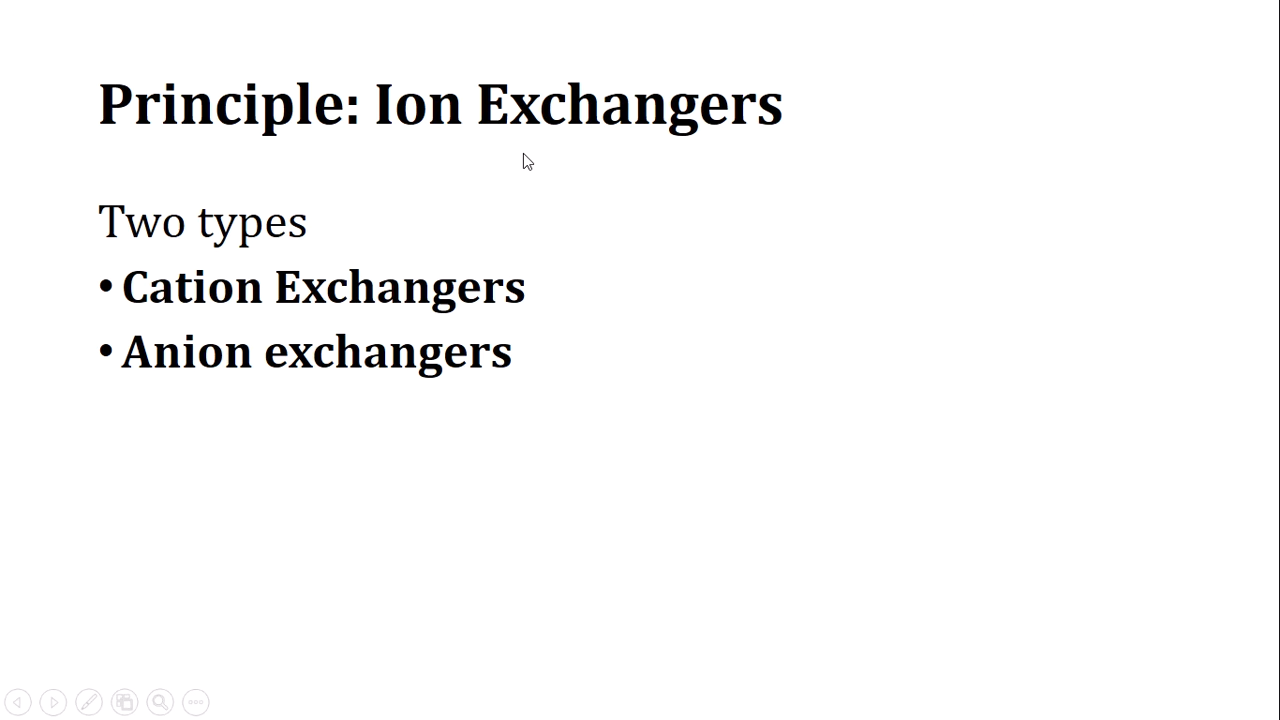 Principle: Ion Exchangers
Two types
• Cation Exchangers
• Anion exchangers